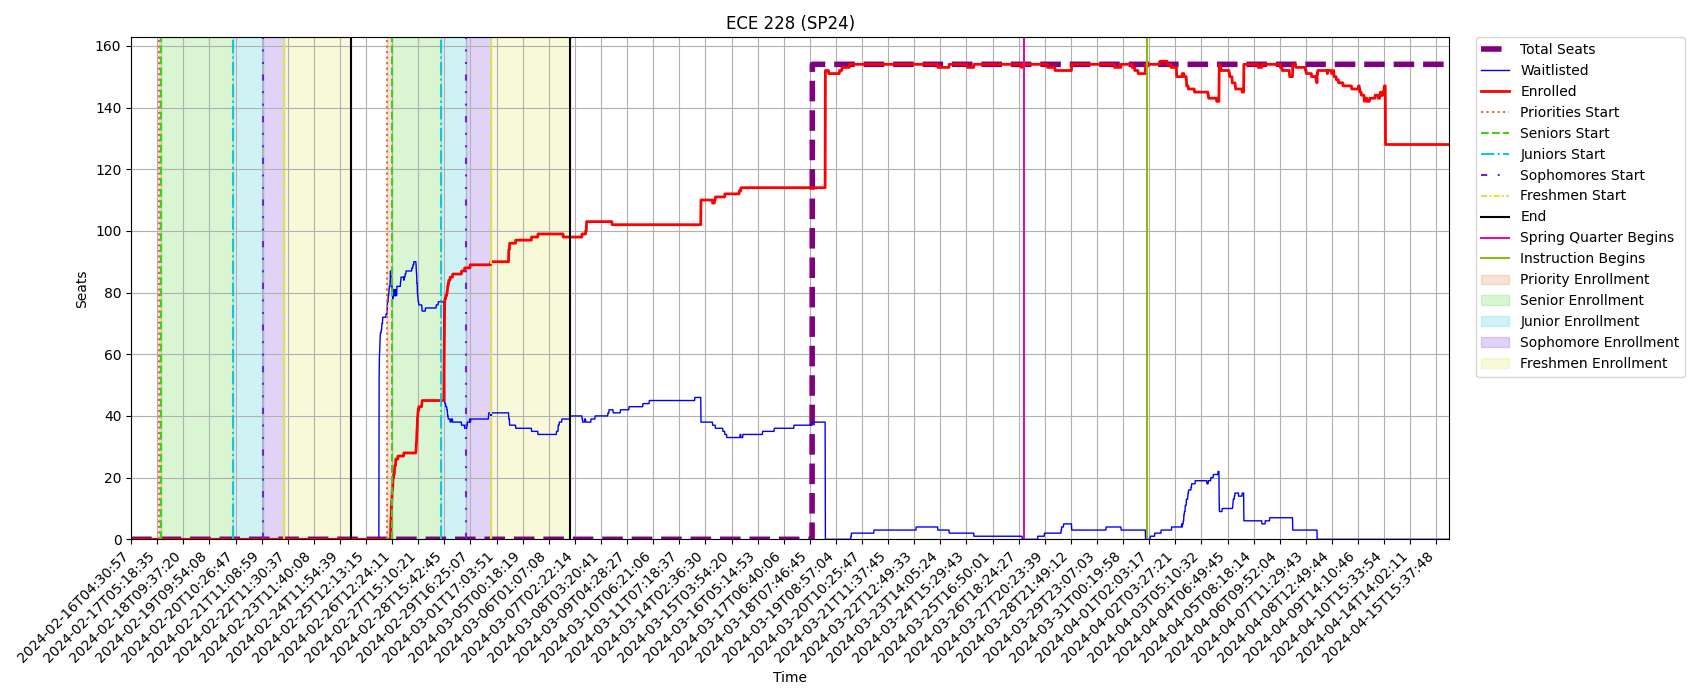 ECE 228 (SP24)
160
140
120
100
80
60
40
20
0
Seats
2024-02-16T04:30:57
2024-02-17T05:18:35
2024-02-18T09:37:20
2024-02-19T09:54:08
2024-02-20T10:26:47
2024-02-21T11:08:59
2024-02-22T11:30:37
2024-02-23T11:40:08
2024-02-24T11:54:39
2024-02-25T12:13:15
2024-02-26T12:24:11
2024-02-27T15:10:21
2024-02-28T15:42:45
2024-02-29T16:25:07
2024-03-01T17:03:51
2024-03-05T00:18:19
2024-03-06T01:07:08
2024-03-07T02:22:14
2024-03-08T03:20:41
2024-03-09T04:28:27
2024-03-10T06:21:06
2024-03-11T07:18:37
2024-03-14T02:36:30
2024-03-15T03:54:20
2024-03-16T05:14:53
2024-03-17T06:40:06
2024-03-18T07:46:45
2024-03-19T08:57:04
2024-03-20T10:25:47
2024-03-21T11:37:45
2024-03-22T12:49:33
2024-03-23T14:05:24
2024-03-24T15:29:43
2024-03-25T16:50:01
2024-03-26T18:24:27
2024-03-27T20:23:39
2024-03-28T21:49:12
2024-03-29T23:07:03
2024-03-31T00:19:58
2024-04-01T02:03:17
2024-04-02T03:27:21
2024-04-03T05:10:32
2024-04-04T06:49:45
2024-04-05T08:18:14
2024-04-06T09:52:04
2024-04-07T11:29:43
2024-04-08T12:49:44
2024-04-09T14:10:46
2024-04-10T15:33:54
2024-04-14T14:02:11
2024-04-15T15:37:48
Time
Total Seats
Waitlisted
Enrolled
Priorities Start
Seniors Start
Juniors Start
Sophomores Start
Freshmen Start
End
Spring Quarter Begins
Instruction Begins
Priority Enrollment
Senior Enrollment
Junior Enrollment
Sophomore Enrollment
Freshmen Enrollment